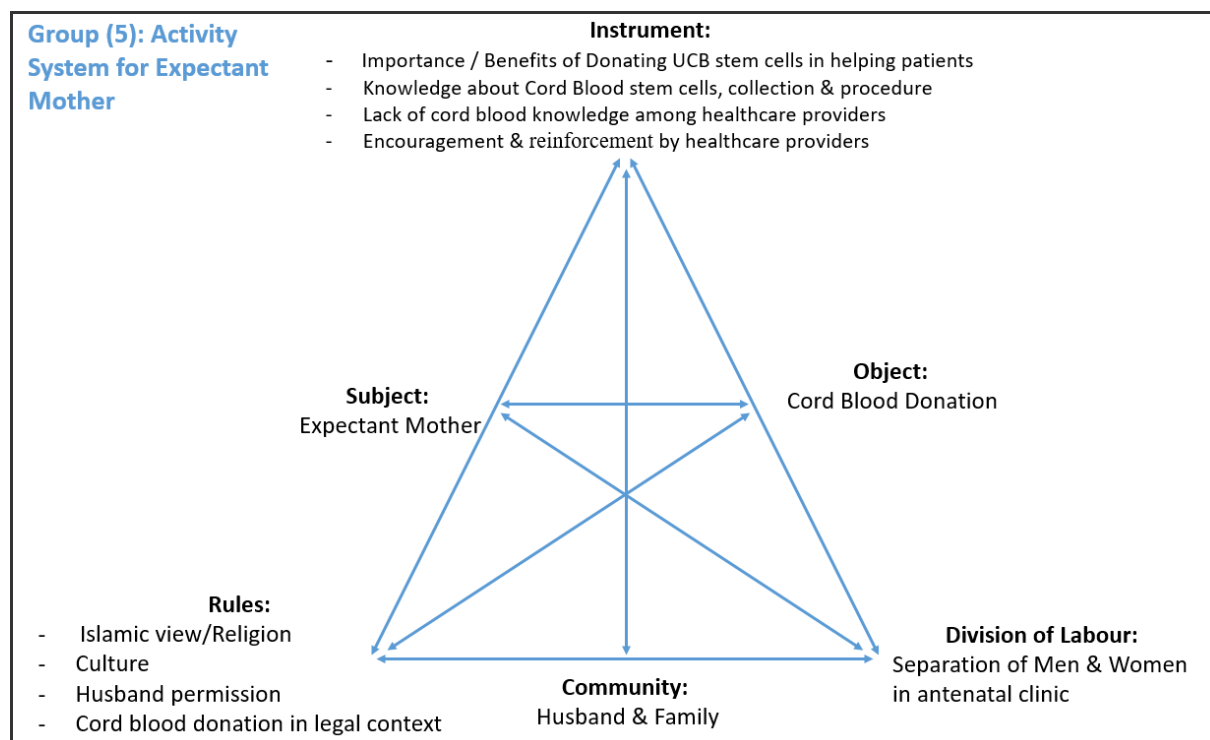 Group (5): Activity
System for Expectant
Mother
Instrument:
- Importance / Benefits of Donating UCB stem cells in helping patients
- Knowledge about Cord Blood stem cells, collection & procedure
- Lack of cord blood knowledge among healthcare providers
- Encouragement & reinforcement by healthcare providers
Subject:
Expectant Mother
Object:
Cord Blood Donation
Rules:
- Islamic view/Religion
- Culture
- Husband permission
- Cord blood donation in legal context
Community:
Husband & Family
Division of Labour:
Separation of Men & Women
in antenatal clinic